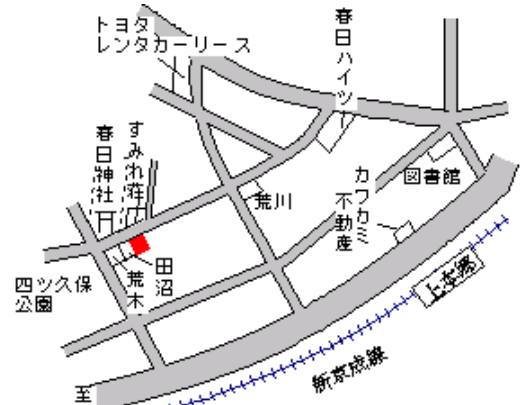 トヨタ
レンタカーリース
春日ハイツー
すみれ荘
春日神社
荒川
カワカミ
不動産
図書館
田沼
荒木
四ツ久保
公園
上本郷
新京成線
至